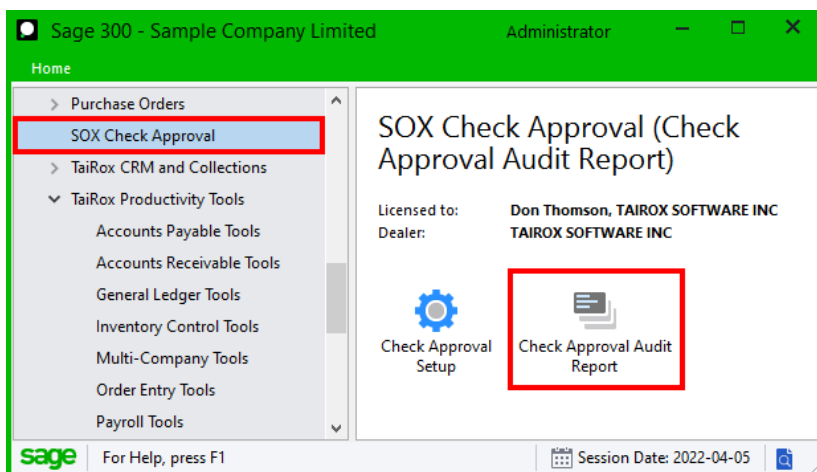 Sage 300 - Sample Company Limited
Administrator
Home
Purchase Orders
SOX Check Approval
TaiRox CRM and Collections
TaiRox Productivity Tools
Accounts Payable Tools
Accounts Receivable Tools
General Ledger Tools
Inventory Control Tools
Multi-Company Tools
Order Entry Tools
Payroll Tools
SOX Check Approval (Check
Approval Audit Report)
Licensed to: Don Thomson, TAIROX SOFTWARE INC
Dealer: TAIROX SOFTWARE INC
Check Approval
Setup
Check Approval Audit
Report
sage For Help, press F1
Session Date: 2022-04-05